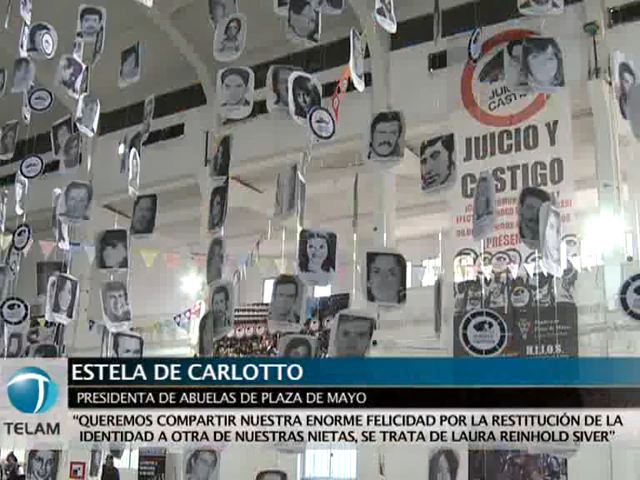 JUICIO Y
CASTIGO
H.I.J.O.S.
ESTELA DE CARLOTTO
PRESIDENTA DE ABUELAS DE PLAZA DE MAYO
TELAM
"QUEREMOS COMPARTIR NUESTRA ENORME FELICIDAD POR LA RESTITUCIÓN DE LA
IDENTIDAD A OTRA DE NUESTRAS NIETAS, SE TRATA DE LAURA REINHOLD SIVER"